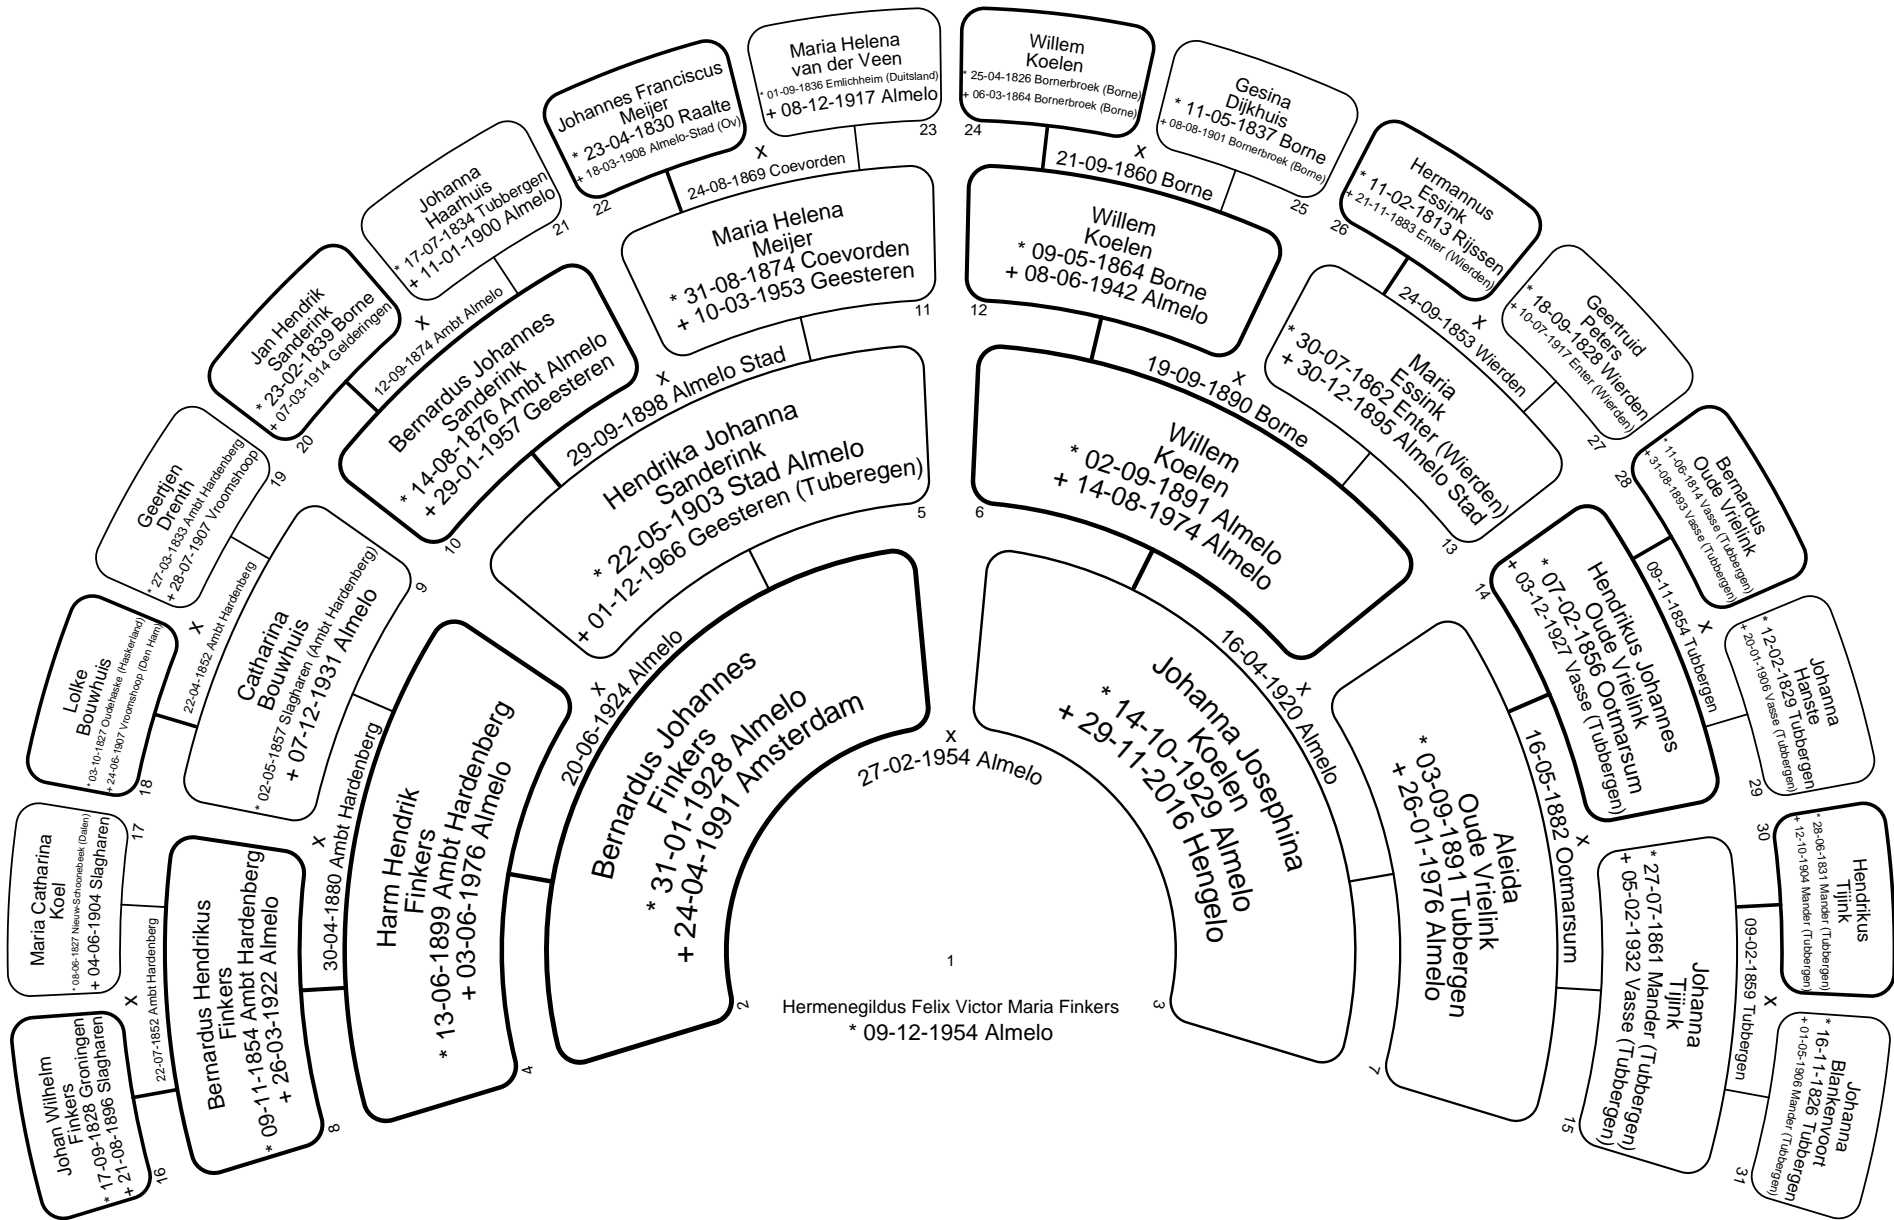 1
Hermenegildus Felix Victor Maria Finkers
* 09-12-1954 Almelo
2
Bernardus Johannes
Finkers
* 31-01-1928 Almelo
+ 24-04-1991 Amsterdam
x
27-02-1954 Almelo
3
Johanna Josephina
Koelen
* 14-10-1929 Almelo
+ 29-11-2016 Hengelo
4
Harm Hendrik
Finkers
* 13-06-1899 Ambt Hardenberg
+ 03-06-1976 Almelo
x
20-06-1924 Almelo
5
Hendrika Johanna
Sanderink
* 22-05-1903 Stad Almelo
+ 01-12-1966 Geesteren (Tuberegen)
6
Willem
Koelen
* 02-09-1891 Almelo
+ 14-08-1974 Almelo
x
16-04-1920 Almelo
7
Aleida
Oude Vrielink
* 03-09-1891 Tubbergen
+ 26-01-1976 Almelo
8
Bernardus Hendrikus
Finkers
* 09-11-1854 Ambt Hardenberg
+ 26-03-1922 Almelo
x
30-04-1880 Ambt Hardenberg
9
Catharina
Bouwhuis
* 02-05-1857 Slagharen (Ambt Hardenberg)
+ 07-12-1931 Almelo
10
Bernardus Johannes
Sanderink
* 14-08-1876 Ambt Almelo
+ 29-01-1957 Geesteren
x
29-09-1898 Almelo Stad
11
Maria Helena
Meijer
* 31-08-1874 Coevorden
+ 10-03-1953 Geesteren
12
Willem
Koelen
* 09-05-1864 Borne
+ 08-06-1942 Almelo
x
19-09-1890 Borne
13
Maria
Essink
* 30-07-1862 Enter (Wierden)
+ 30-12-1895 Almelo Stad
14
Hendrikus Johannes
Oude Vrielink
* 07-02-1856 Ootmarsum
+ 03-12-1927 Vasse (Tubbergen)
x
16-05-1882 Ootmarsum
15
Johanna
Tijink
* 27-07-1861 Mander (Tubbergen)
+ 05-02-1932 Vasse (Tubbergen)
16
Johan Wilhelm
Finkers
* 17-09-1828 Groningen
+ 21-08-1896 Slagharen
x
22-07-1852 Ambt Hardenberg
17
Maria Catharina
Koel
* 08-06-1827 Nieuw-Schoonebeek (Dalen)
+ 04-06-1904 Slagharen
18
Lolke
Bouwhuis
* 03-10-1827 Oudehaske (Haskerland)
+ 24-06-1907 Vroomshoop (Den Ham)
x
22-04-1852 Ambt Hardenberg
19
Geertjen
Drenth
* 27-03-1833 Ambt Hardenberg
+ 28-07-1907 Vroomshoop
20
Jan Hendrik
Sanderink
* 23-02-1839 Borne
+ 07-03-1914 Gelderingen
x
12-09-1874 Ambt Almelo
21
Johanna
Haarhuis
* 17-07-1834 Tubbergen
+ 11-01-1900 Almelo
22
Johannes Franciscus
Meijer
* 23-04-1830 Raalte
+ 18-03-1908 Almelo-Stad (Ov)
x
24-08-1869 Coevorden
23
Maria Helena
van der Veen
* 01-09-1836 Emlichheim (Duitsland)
+ 08-12-1917 Almelo
24
Willem
Koelen
* 25-04-1826 Bornerbroek (Borne)
+ 06-03-1864 Bornerbroek (Borne)
x
21-09-1860 Borne
25
Gesina
Dijkhuis
* 11-05-1837 Borne
+ 08-08-1901 Bornerbroek (Borne)
26
Hermannus
Essink
* 11-02-1813 Rijssen
+ 21-11-1883 Enter (Wierden)
x
24-09-1853 Wierden
27
Geertruid
Peters
* 18-09-1828 Wierden
+ 10-07-1917 Enter (Wierden)
28
Bernardus
Oude Vrielink
* 11-06-1814 Vasse (Tubbergen)
+ 31-08-1893 Vasse (Tubbergen)
x
09-11-1854 Tubbergen
29
Johanna
Hanste
* 12-02-1829 Tubbergen
+ 20-01-1906 Vasse (Tubbergen)
30
Hendrikus
Tijink
* 28-06-1831 Mander (Tubbergen)
+ 12-10-1904 Mander (Tubbergen)
x
09-02-1859 Tubbergen
31
Johanna
Blankenvoort
* 16-11-1826 Tubbergen
+ 01-05-1906 Mander (Tubbergen)